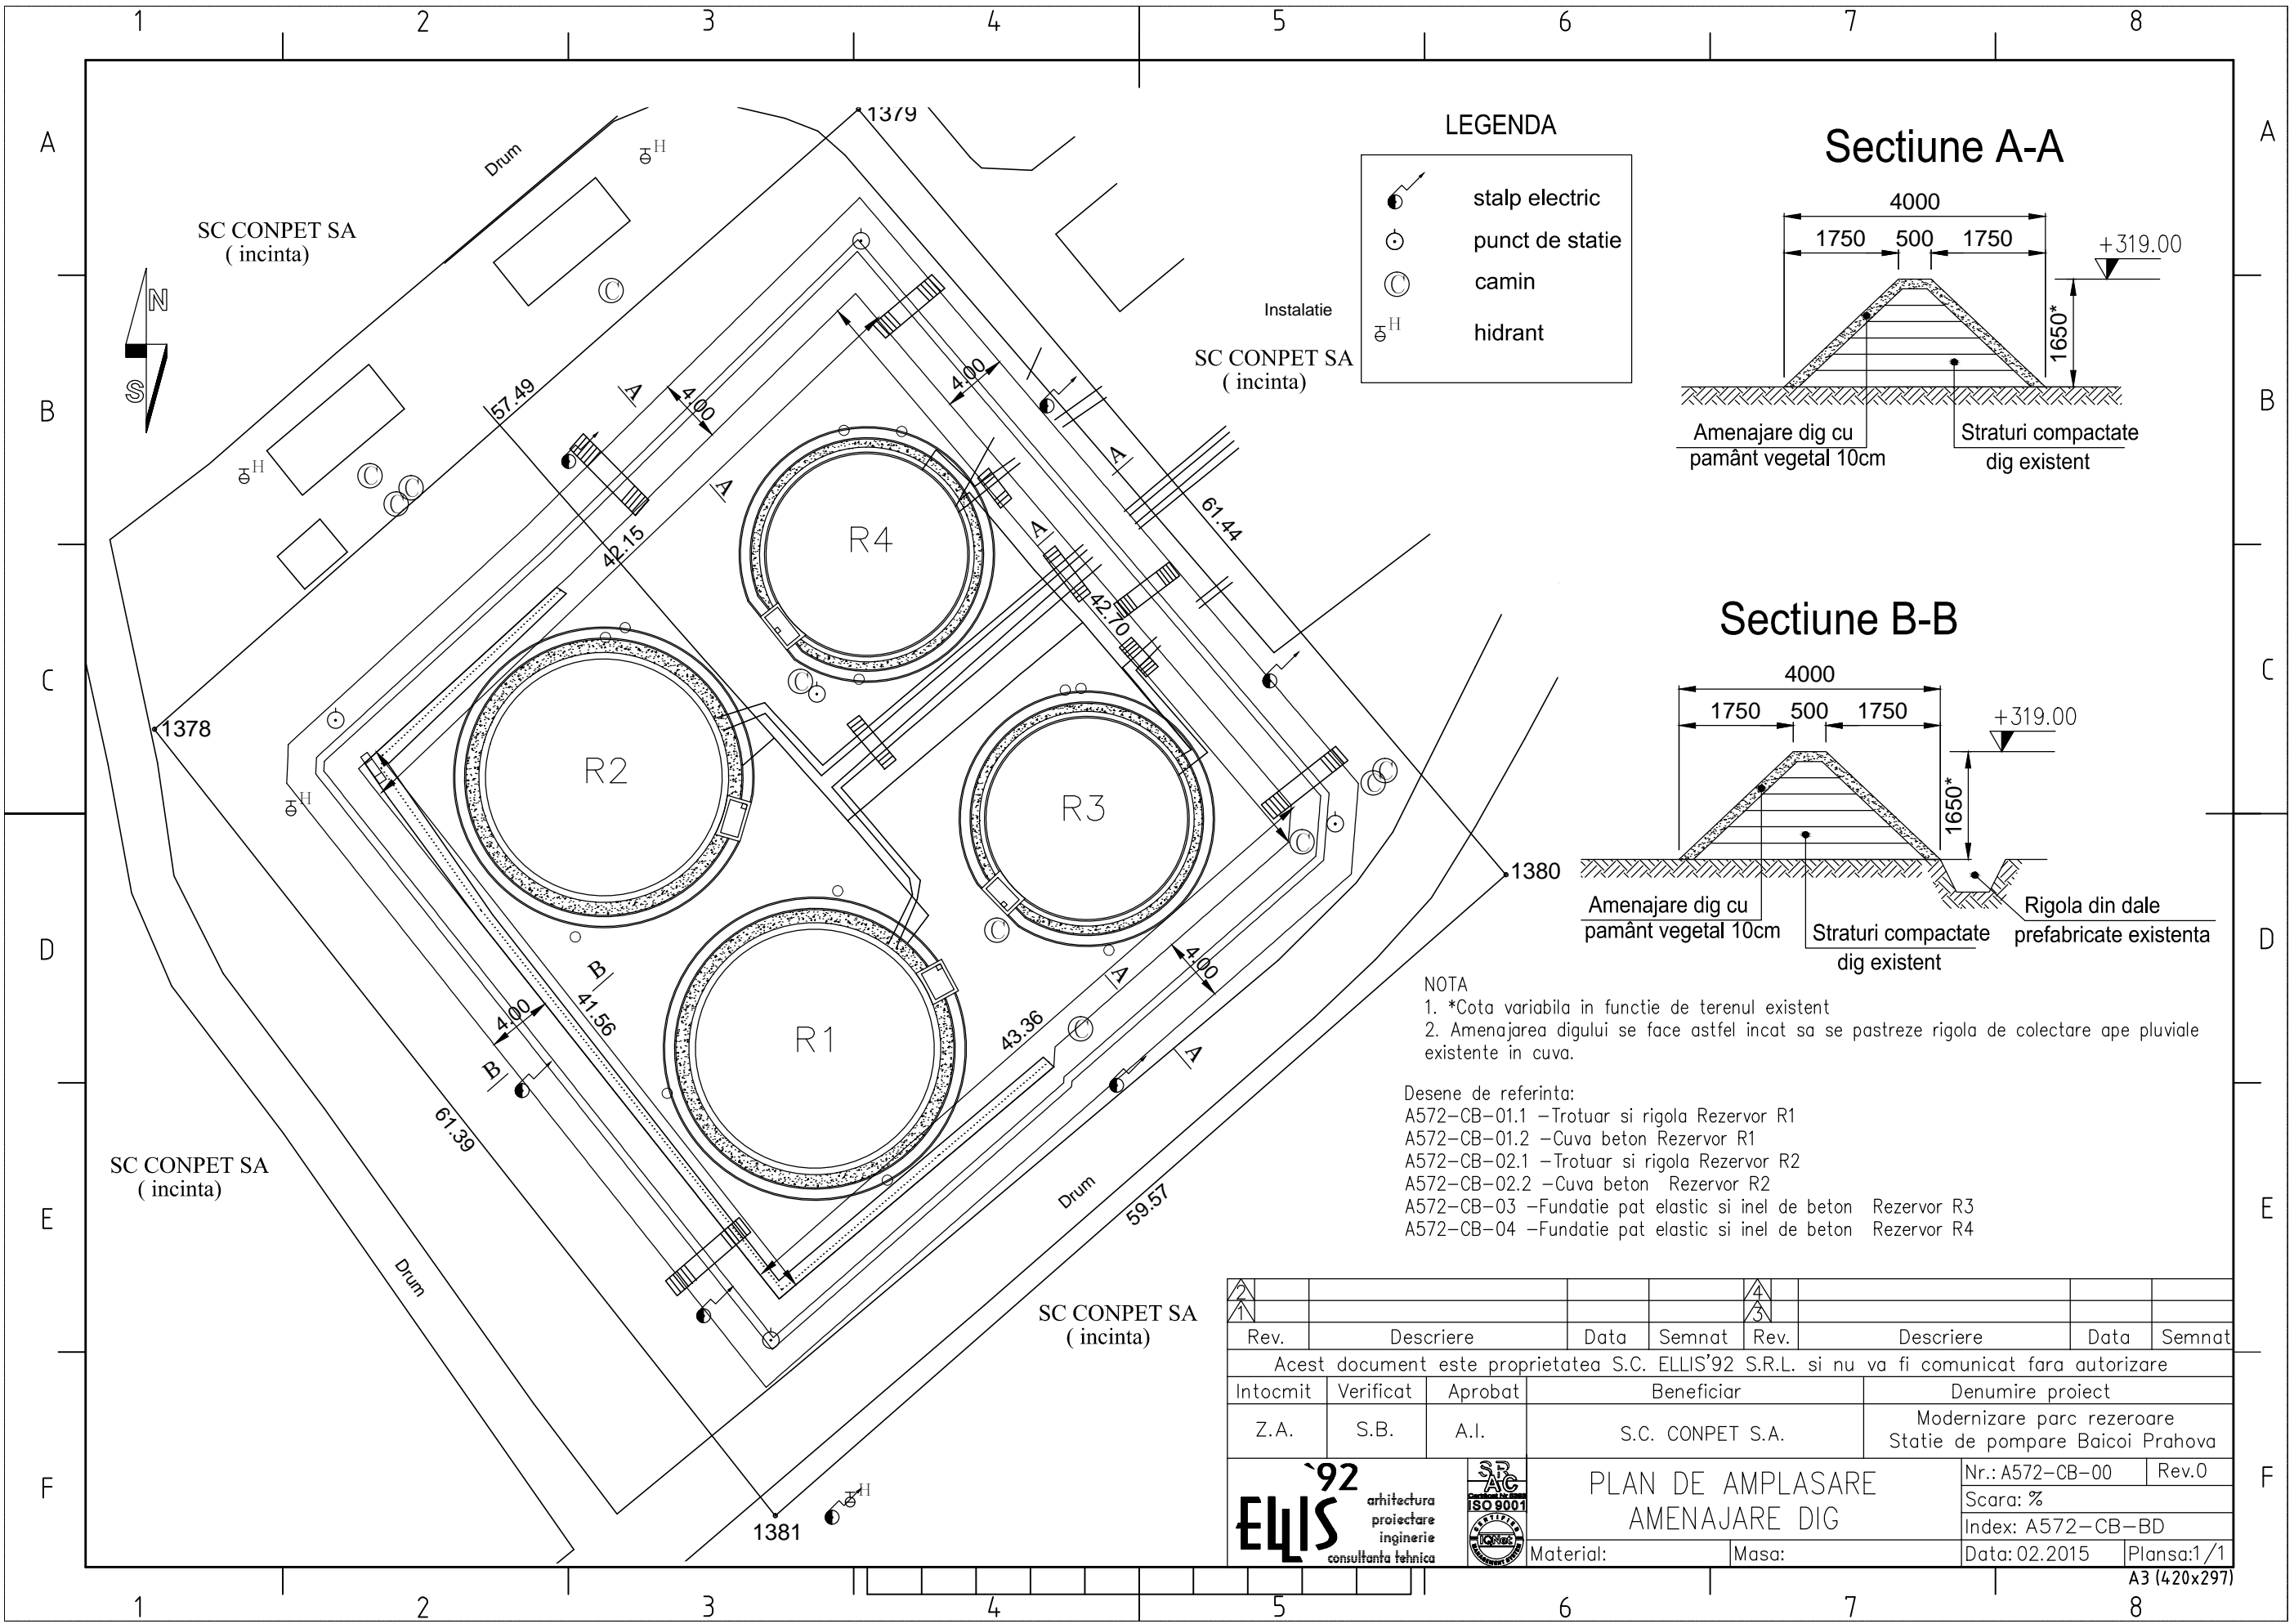 1 2 3 4 5 6 7 8
A A
B B
C C
D D
E E
F F
1379
Drum
H
SC CONPET SA
( incinta)
C
N
S
H
57.49
A
4.00
A
4.00
C
C
C
42.15
R4
A
A
61.44
42.70
Instalatie
SC CONPET SA
( incinta)
1378
C
R2
H
R3
C
C
C
1380
C
B
41.56
4.00
B
R1
43.36
C
A
4.00
A
61.39
SC CONPET SA
( incinta)
Drum
Drum
59.57
SC CONPET SA
( incinta)
H
1381
LEGENDA
stalp electric
punct de statie
C camin
H hidrant
Sectiune A-A
4000
1750 500 1750
+319.00
1650*
Amenajare dig cu
pamânt vegetal 10cm
Straturi compactate
dig existent
Sectiune B-B
4000
1750 500 1750
+319.00
1650*
Amenajare dig cu
pamânt vegetal 10cm
Straturi compactate
dig existent
Rigola din dale
prefabricate existenta
NOTA
1. *Cota variabila in functie de terenul existent
2. Amenajarea digului se face astfel incat sa se pastreze rigola de colectare ape pluviale
existente in cuva.
Desene de referinta:
A572-CB-01.1 -Trotuar si rigola Rezervor R1
A572-CB-01.2 -Cuva beton Rezervor R1
A572-CB-02.1 -Trotuar si rigola Rezervor R2
A572-CB-02.2 -Cuva beton Rezervor R2
A572-CB-03 -Fundatie pat elastic si inel de beton Rezervor R3
A572-CB-04 -Fundatie pat elastic si inel de beton Rezervor R4
2 4
1 3
Rev. Descriere Data Semnat Rev. Descriere Data Semnat
Acest document este proprietatea S.C. ELLIS'92 S.R.L. si nu va fi comunicat fara autorizare
Intocmit Verificat Aprobat Beneficiar Denumire proiect
Z.A. S.B. A.I. S.C. CONPET S.A.
Modernizare parc rezeroare
Statie de pompare Baicoi Prahova
`92
ELLIS
arhitectura
proiectare
inginerie
consultanta tehnica
SR
AC
ISO 9001
CERTIFIED
IQNet
MANAGEMENT SYSTEM
PLAN DE AMPLASARE
AMENAJARE DIG
Nr.: A572-CB-00 Rev.0
Scara: %
Index: A572-CB-BD
Material: Masa: Data: 02.2015 Plansa:1/1
A3 (420x297)
1 2 3 4 5 6 7 8